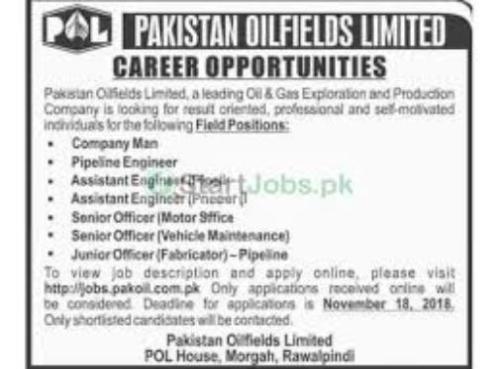 POL PAKISTAN OILFIELDS LIMITED
CAREER OPPORTUNITIES
Pakistan Oilfields Limited, a leading Oil & Gas Exploration and Production
Company is looking for result oriented, professional and self-motivated
individuals for the following Field Positions:
• Company Man
• Pipeline Engineer
• Assistant Engineer
• Assistant Engineer
StartJobs.pk
• Senior Officer (Motor
• Senior Officer (Vehicle Maintenance)
• Junior Officer (Fabricator) – Pipeline
To view job description and apply online, please visit
http://jobs.pakoil.com.pk Only applications received online will
be considered. Deadline for applications is November 18, 2018.
Only shortlisted candidates will be contacted.
Pakistan Oilfields Limited
POL House, Morgah, Rawalpindi